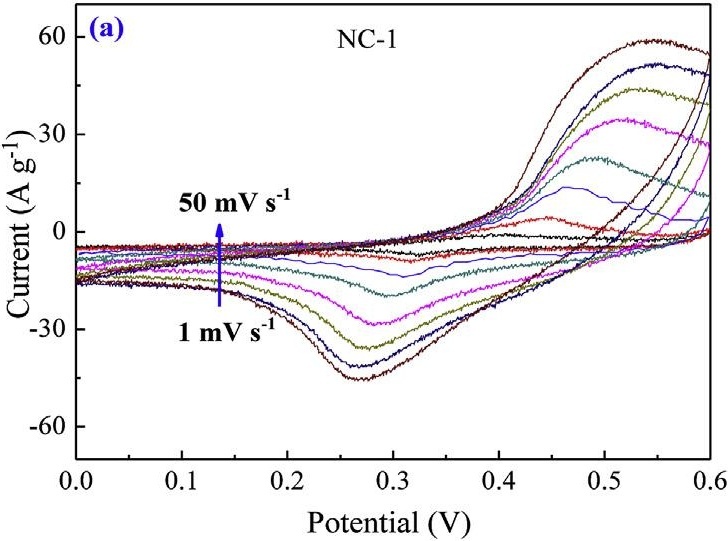 (a)
NC-1
60
30
0
-30
-60
Current (A g⁻¹)
50 mV s⁻¹
1 mV s⁻¹
0.0 0.1 0.2 0.3 0.4 0.5 0.6
Potential (V)